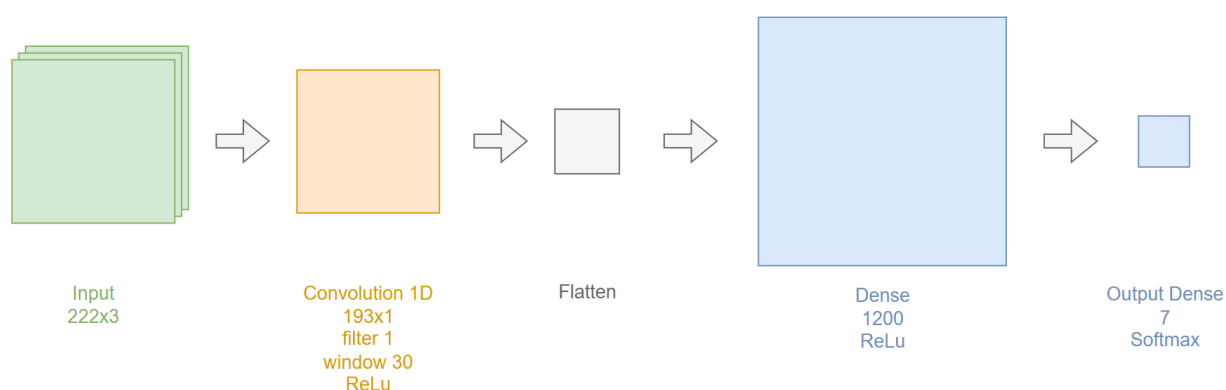 Input
222x3
Convolution 1D
193x1
filter 1
window 30
ReLu
Flatten
Dense
1200
ReLu
Output Dense
7
Softmax